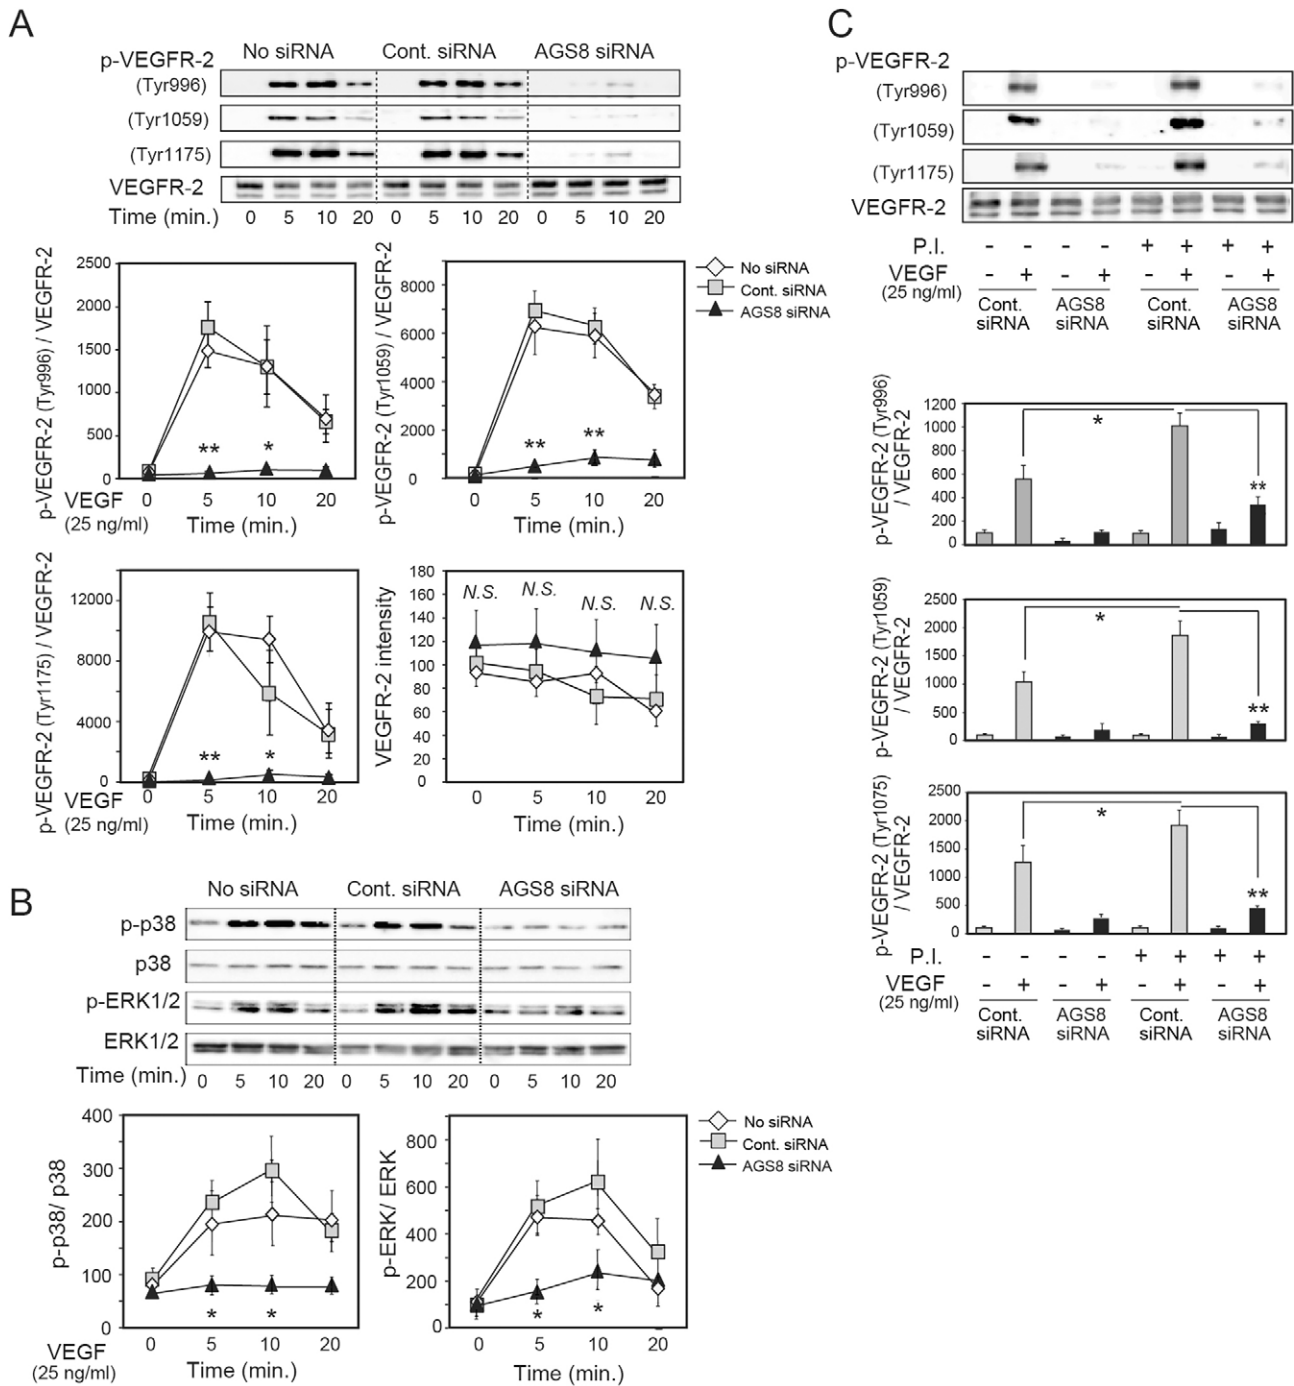 A
No siRNA Cont. siRNA AGS8 siRNA
p-VEGFR-2
(Tyr996)
(Tyr1059)
(Tyr1175)
VEGFR-2
Time (min.) 0 5 10 20 0 5 10 20 0 5 10 20
p-VEGFR-2 (Tyr996) / VEGFR-2
2500
2000
1500
1000
500
0
** *
0 5 10 20
VEGF
(25 ng/ml)
Time (min.)
p-VEGFR-2 (Tyr1059) / VEGFR-2
8000
6000
4000
2000
0
** **
0 5 10 20
Time (min.)
No siRNA
Cont. siRNA
AGS8 siRNA
p-VEGFR-2 (Tyr1175) / VEGFR-2
12000
8000
4000
0
** *
0 5 10 20
VEGF
(25 ng/ml)
Time (min.)
VEGFR-2 intensity
180
160
140
120
100
80
60
40
20
0
N.S. N.S. N.S. N.S.
0 5 10 20
Time (min.)
B
No siRNA Cont. siRNA AGS8 siRNA
p-p38
p38
p-ERK1/2
ERK1/2
Time (min.) 0 5 10 20 0 5 10 20 0 5 10 20
p-p38/ p38
400
300
200
100
0
* *
0 5 10 20
VEGF
(25 ng/ml)
Time (min.)
p-ERK/ ERK
800
600
400
200
0
* *
0 5 10 20
Time (min.)
No siRNA
Cont. siRNA
AGS8 siRNA
C
p-VEGFR-2
(Tyr996)
(Tyr1059)
(Tyr1175)
VEGFR-2
P.I. - - - - + + + +
VEGF - + - + - + - +
(25 ng/ml)
Cont. AGS8 Cont. AGS8
siRNA siRNA siRNA siRNA
p-VEGFR-2 (Tyr996)
/ VEGFR-2
1200
1000
800
600
400
200
0
*
**
p-VEGFR-2 (Tyr1059)
/ VEGFR-2
2500
2000
1500
1000
500
0
*
**
p-VEGFR-2 (Tyr1075)
/ VEGFR-2
2500
2000
1500
1000
500
0
*
**
P.I. - - - - + + + +
VEGF - + - + - + - +
(25 ng/ml)
Cont. AGS8 Cont. AGS8
siRNA siRNA siRNA siRNA